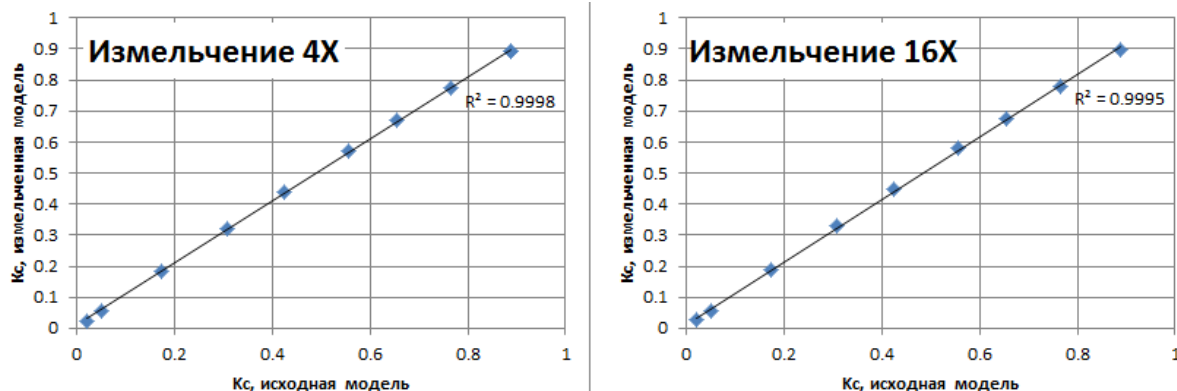 Измельчение 4X
R² = 0.9998
Кс, измельченная модель
1
0.9
0.8
0.7
0.6
0.5
0.4
0.3
0.2
0.1
0
0 0.2 0.4 0.6 0.8 1
Кс, исходная модель
Измельчение 16X
R² = 0.9995
Кс, измельченная модель
1
0.9
0.8
0.7
0.6
0.5
0.4
0.3
0.2
0.1
0
0 0.2 0.4 0.6 0.8 1
Кс, исходная модель